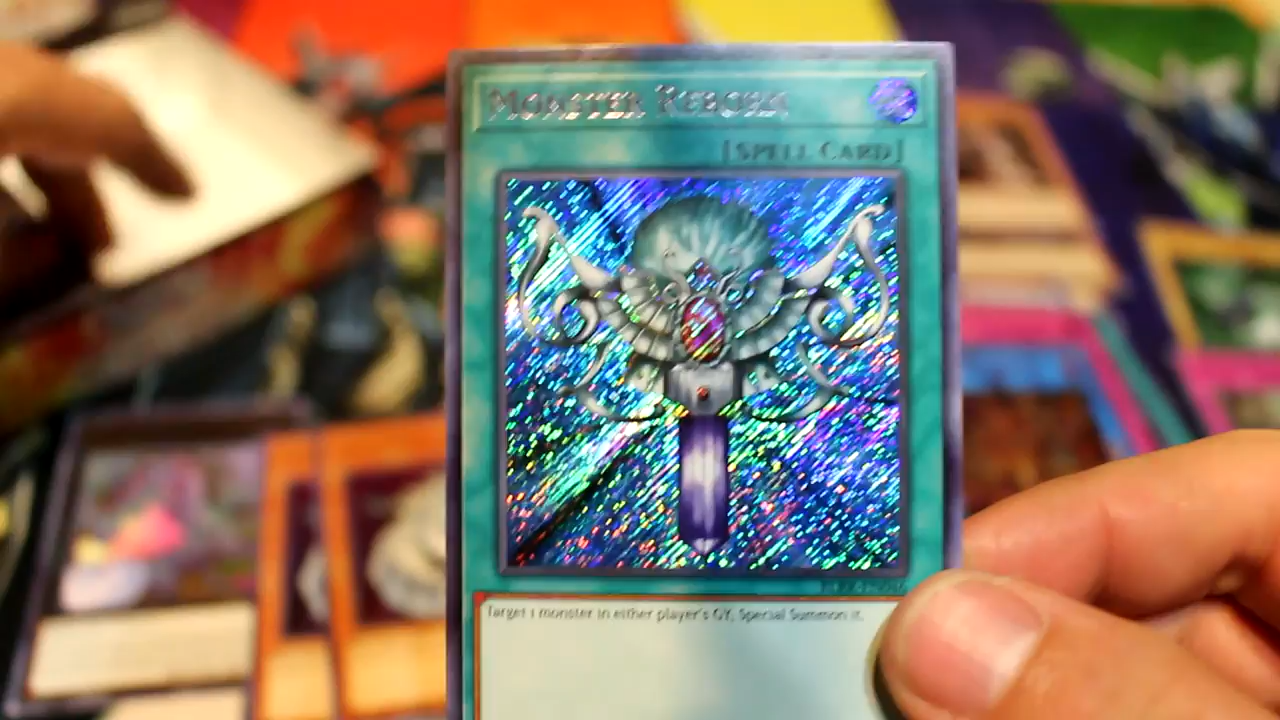 Monster Reborn
[Spell Card]
Target 1 monster in either player's GY, Special Summon it.